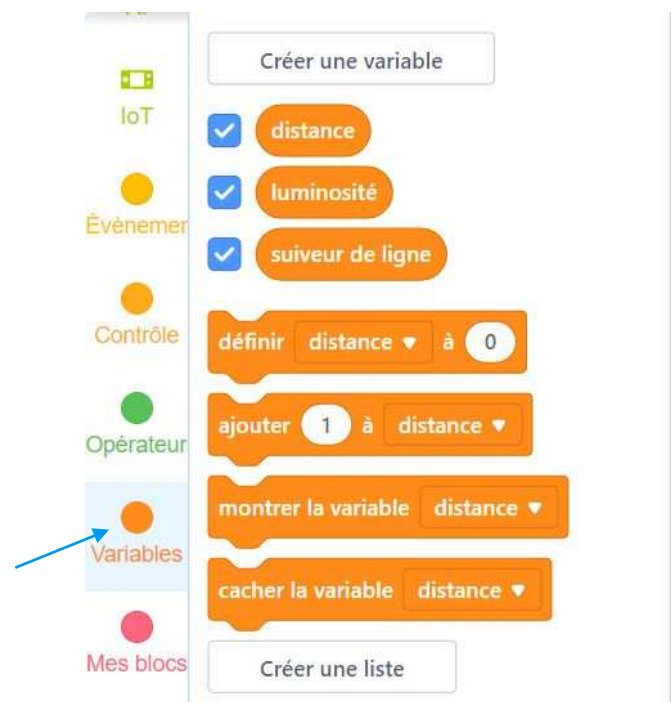 Créer une variable
IoT
distance
luminosité
Évènemer
suiveur de ligne
Contrôle
définir distance à 0
Opérateur
ajouter 1 à distance
montrer la variable distance
Variables
cacher la variable distance
Mes blocs
Créer une liste